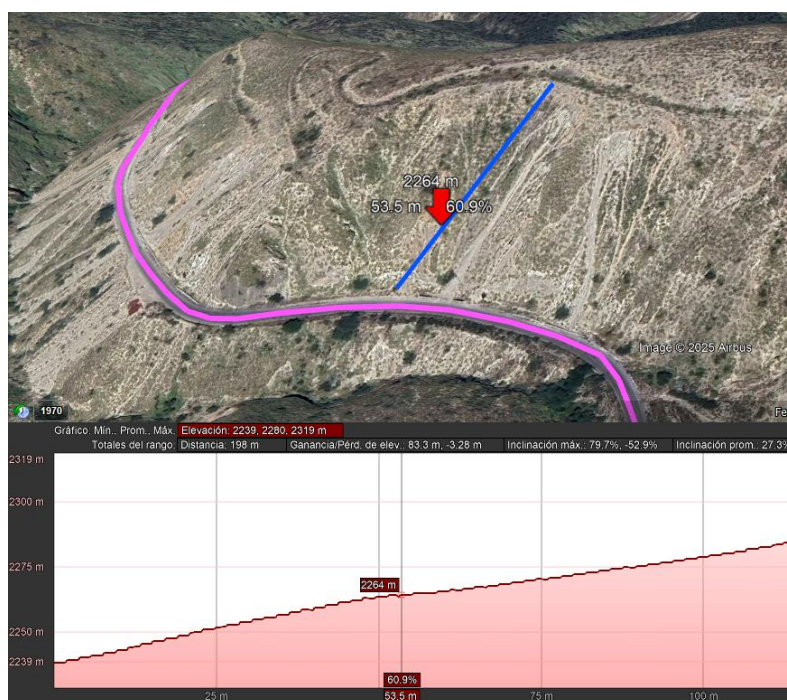 2264 m
53.5 m 60.9%
Image © 2025 Airbus
1970
Fe
Gráfico: Mín., Prom., Máx. Elevación: 2239, 2280, 2319 m
Totales del rango: Distancia: 198 m Ganancia/Pérd. de elev.: 83.3 m, -3.28 m Inclinación máx.: 79.7%, -52.9% Inclinación prom.: 27.3%
2319 m
2300 m
2275 m
2264 m
2250 m
2239 m
60.9%
25 m 53.5 m 75 m 100 m